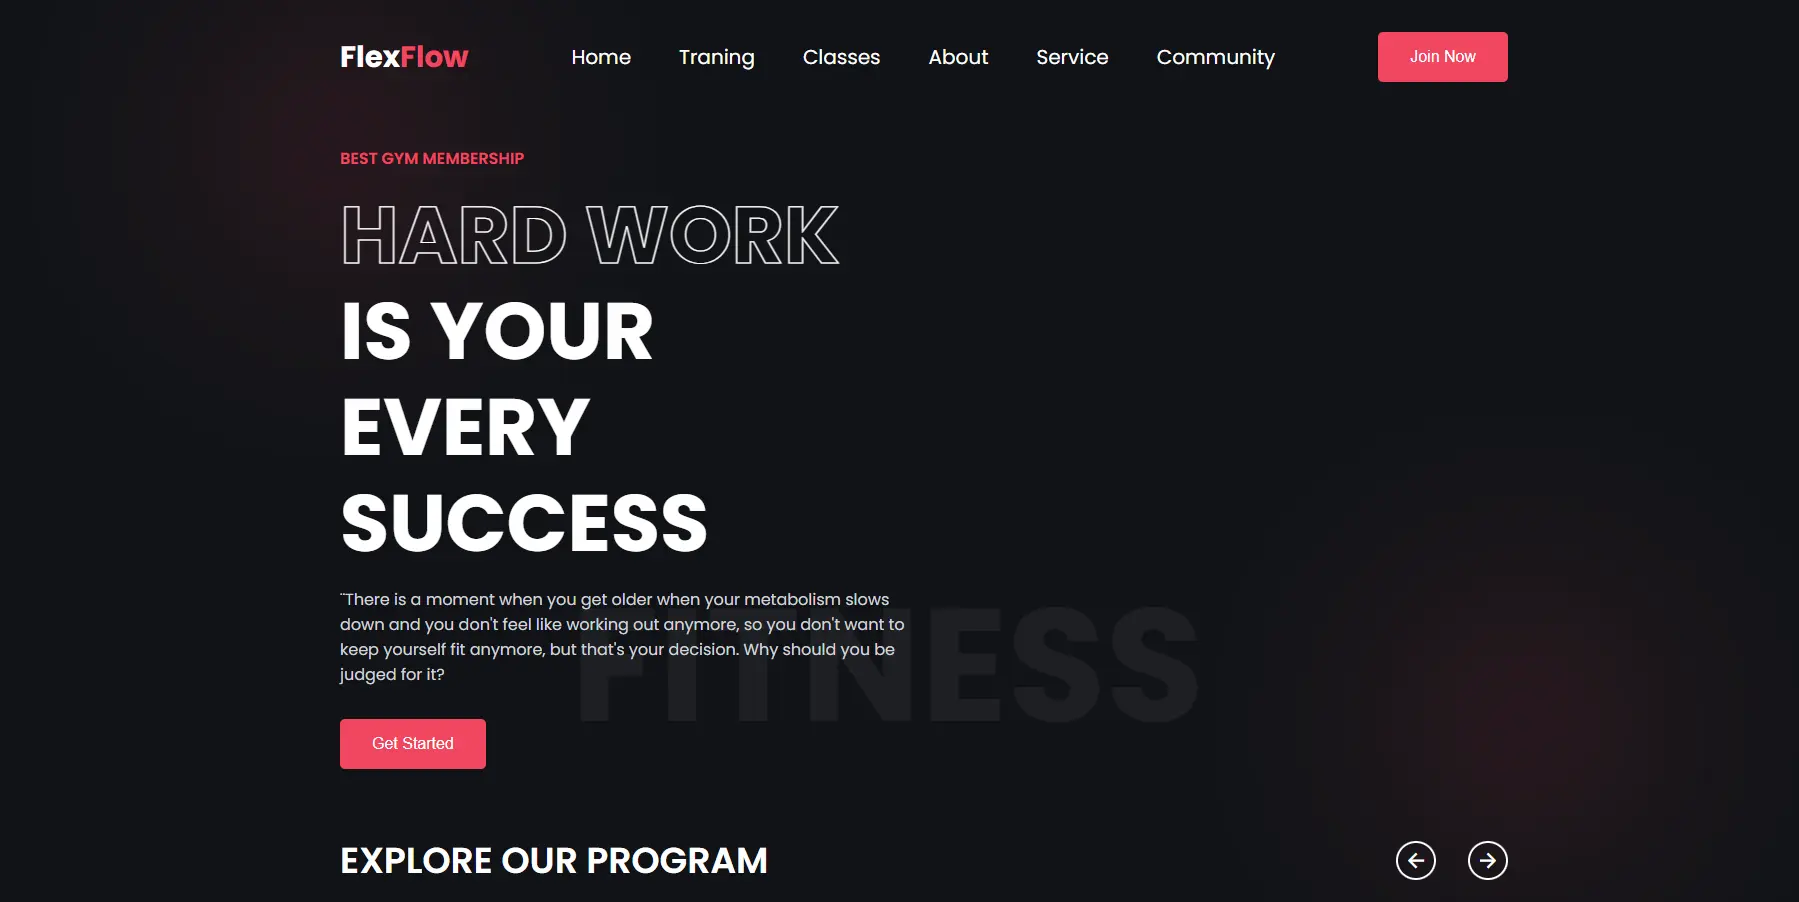 FlexFlow
Home Traning Classes About Service Community
Join Now
BEST GYM MEMBERSHIP
HARD WORK
IS YOUR
EVERY
SUCCESS
¨There is a moment when you get older when your metabolism slows
down and you don't feel like working out anymore, so you don't want to
keep yourself fit anymore, but that's your decision. Why should you be
judged for it?
FITNESS
Get Started
EXPLORE OUR PROGRAM